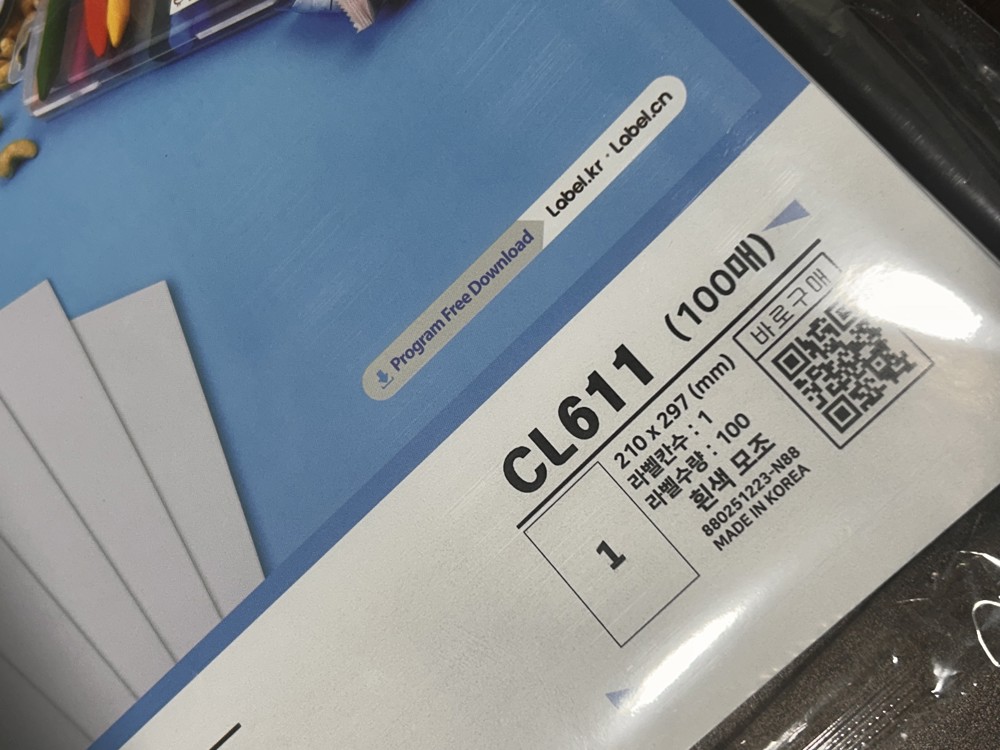 Program Free Download Label.kr · Label.cn
CL611 (100매)
210 x 297 (mm)
라벨칸수 : 1
라벨수량 : 100
흰색 모조
880251223-N88
MADE IN KOREA
바로구매
1